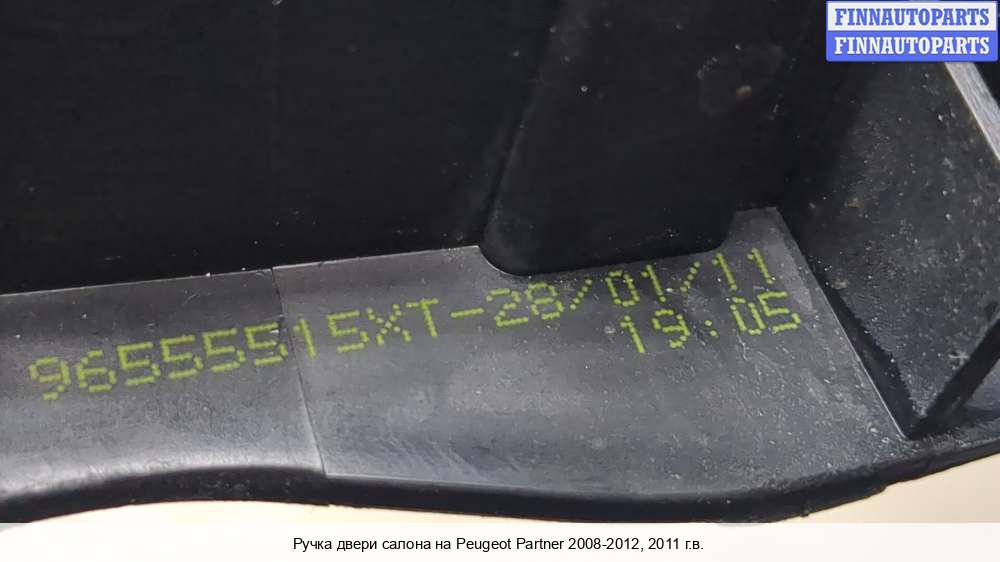 FINNAUTOPARTS
FINNAUTOPARTS
96555515XT-28/01/11
19:05
Ручка двери салона на Peugeot Partner 2008-2012, 2011 г.в.